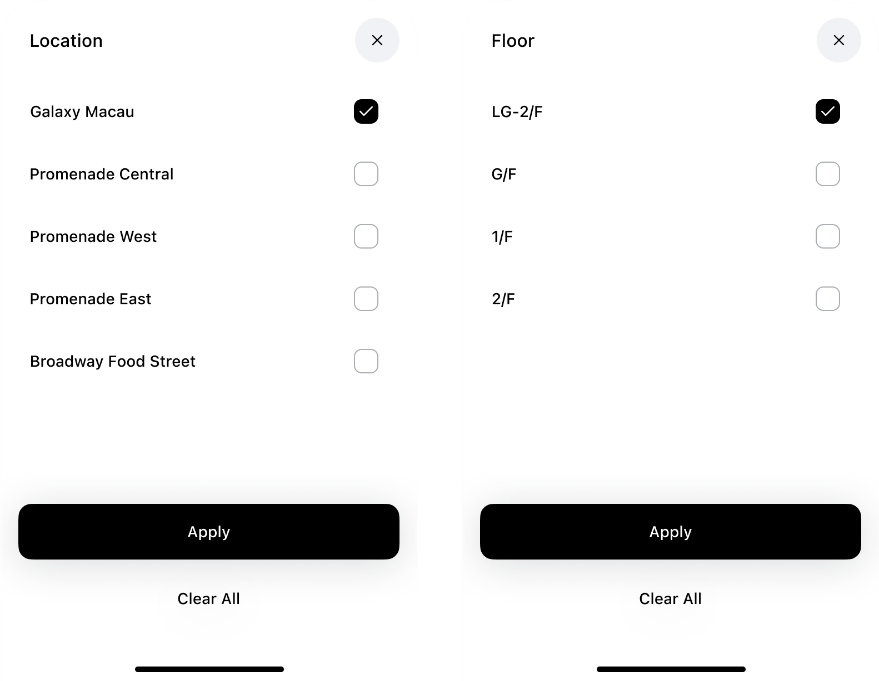 Location
Galaxy Macau
Promenade Central
Promenade West
Promenade East
Broadway Food Street
Apply
Clear All
Floor
LG-2/F
G/F
1/F
2/F
Apply
Clear All